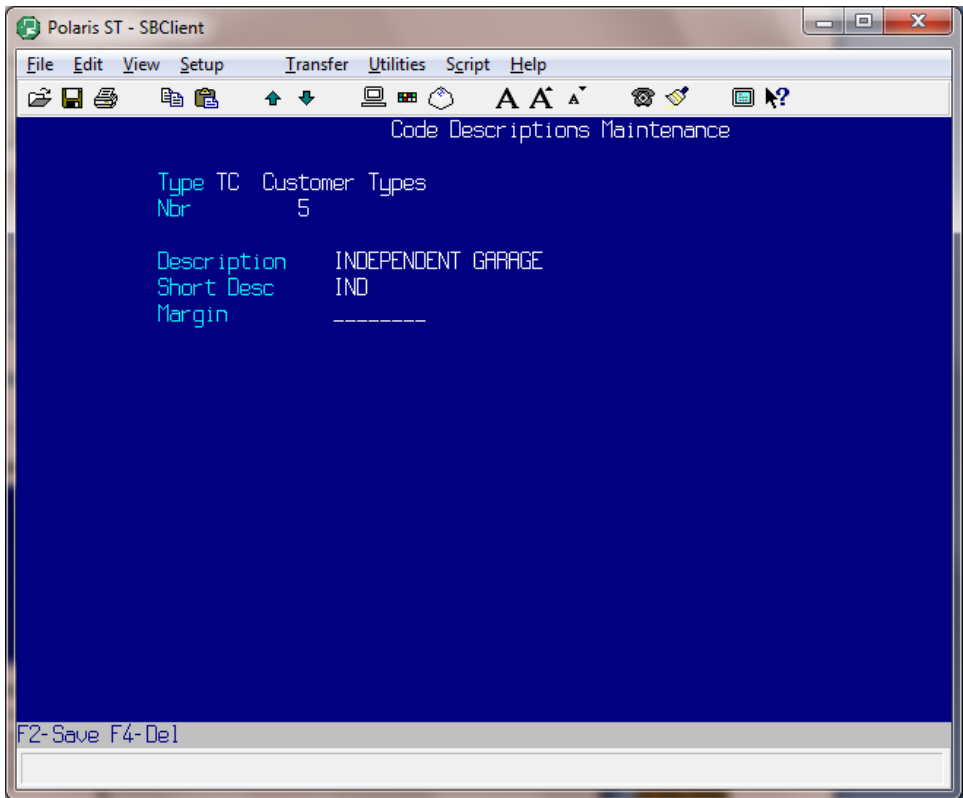 Polaris ST - SBClient
File Edit View Setup Transfer Utilities Script Help
A A A ?
Code Descriptions Maintenance
Type TC Customer Types
Nbr 5
Description INDEPENDENT GARAGE
Short Desc IND
Margin ________
F2-Save F4-Del